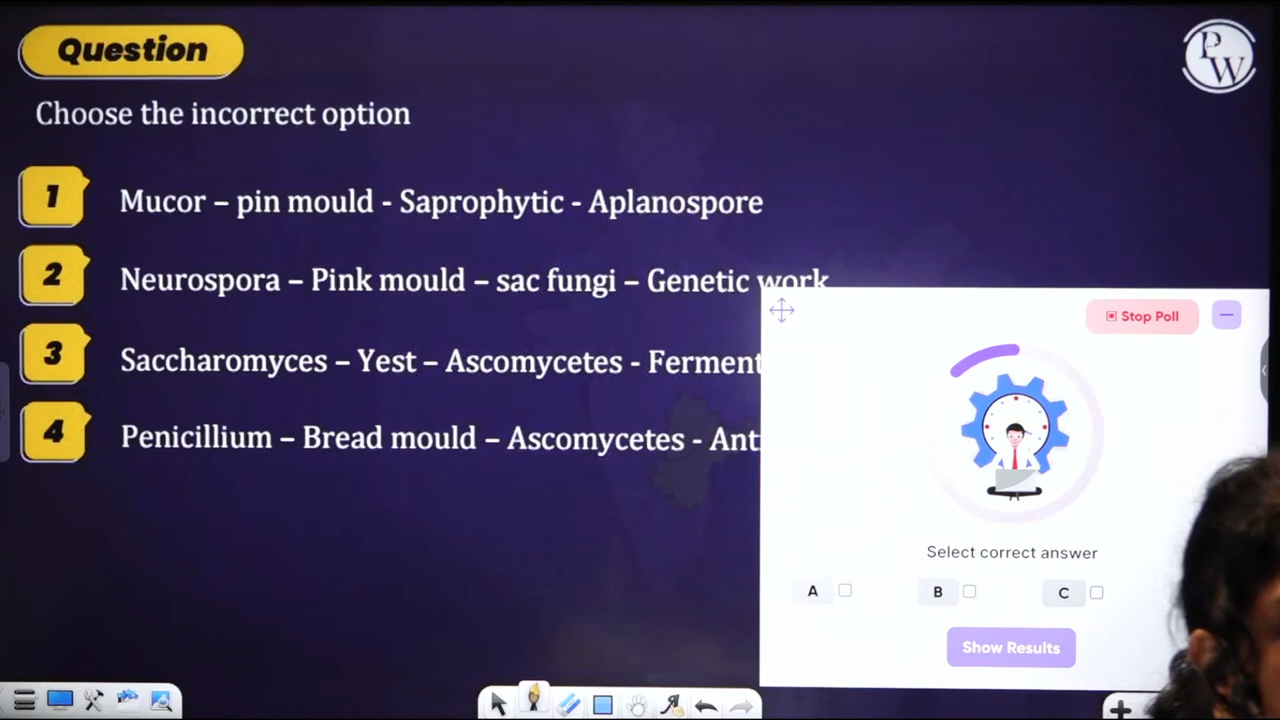 Question
PW
Choose the incorrect option
1 Mucor – pin mould - Saprophytic - Aplanospore
2 Neurospora – Pink mould – sac fungi – Genetic work
3 Saccharomyces – Yest – Ascomycetes - Ferment
4 Penicillium – Bread mould – Ascomycetes - Ant
Stop Poll
Select correct answer
A B C
Show Results